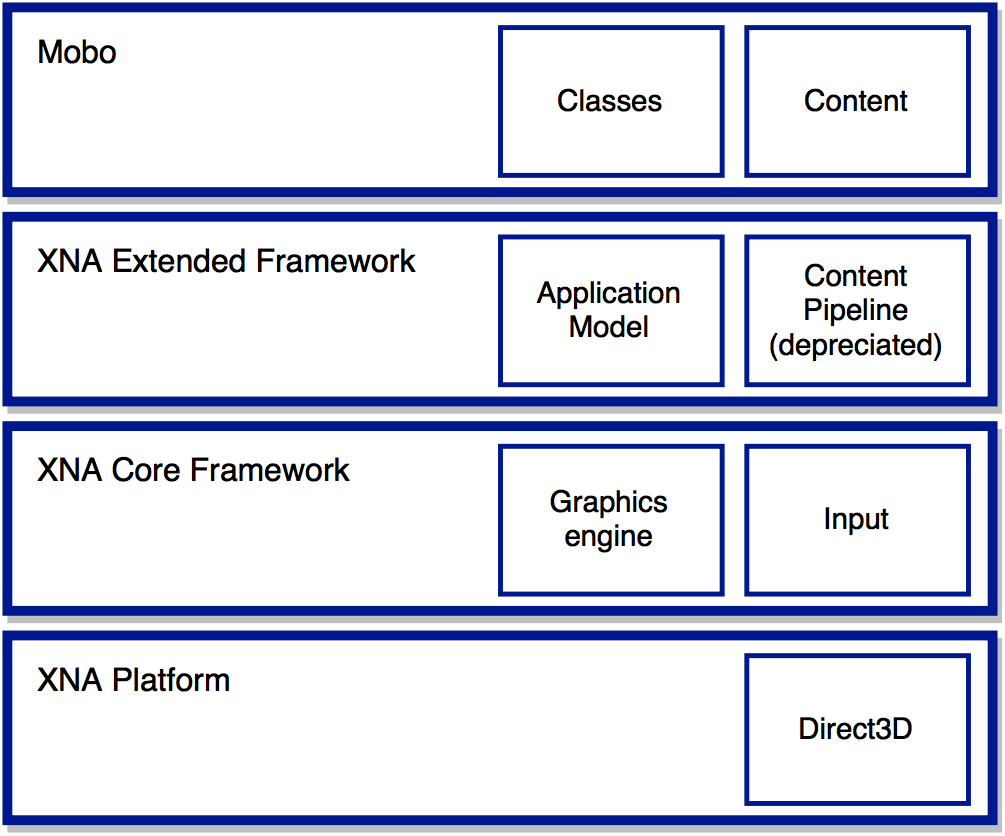 Mobo
Classes
Content
XNA Extended Framework
Application
Model
Content
Pipeline
(depreciated)
XNA Core Framework
Graphics
engine
Input
XNA Platform
Direct3D